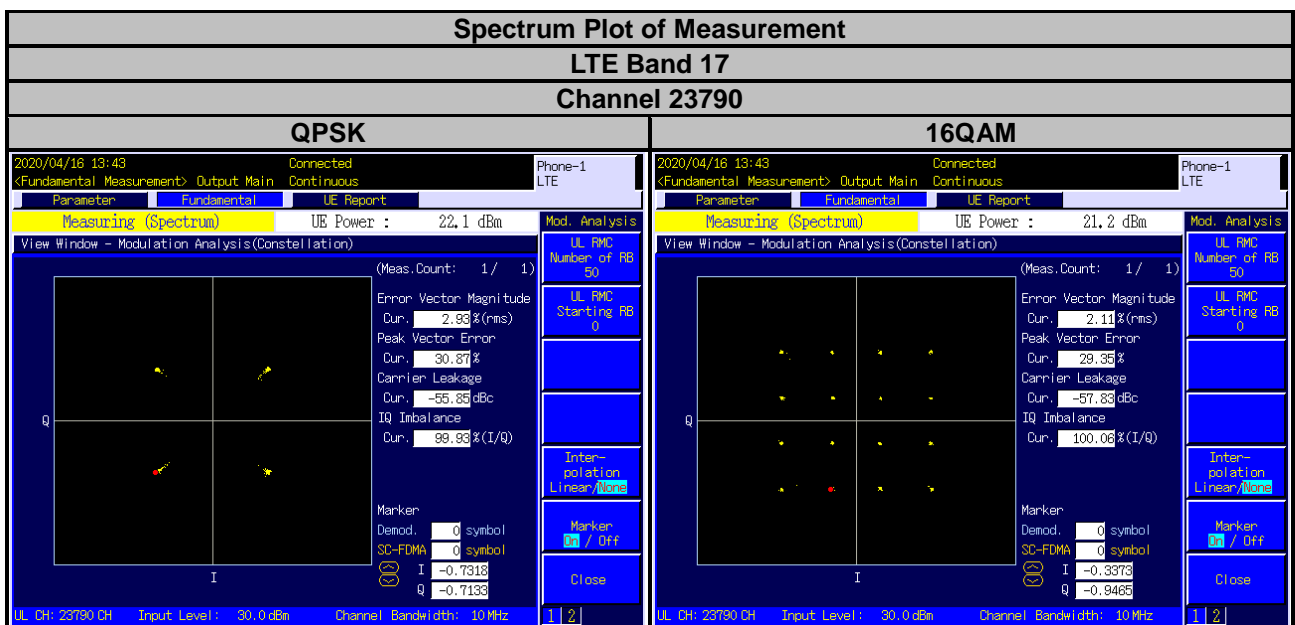 Spectrum Plot of Measurement
LTE Band 17
Channel 23790
QPSK
2020/04/16 13:43 Connected
<Fundamental Measurement> Output Main Continuous
Phone-1
LTE
Parameter Fundamental UE Report
Measuring (Spectrum) UE Power : 22.1 dBm
Mod. Analysis
View Window - Modulation Analysis(Constellation)
(Meas.Count: 1/ 1)
Error Vector Magnitude
Cur. 2.93 %(rms)
Peak Vector Error
Cur. 30.87 %
Carrier Leakage
Cur. -55.85 dBc
IQ Imbalance
Cur. 99.93 %(I/Q)
Marker
Demod. 0 symbol
SC-FDMA 0 symbol
I -0.7318
Q -0.7133
Q
I
UL RMC
Number of RB
50
UL RMC
Starting RB
0
Inter-
polation
Linear/None
Marker
On / Off
Close
UL CH: 23790 CH Input Level: 30.0 dBm Channel Bandwidth: 10 MHz
1 2
16QAM
2020/04/16 13:43 Connected
<Fundamental Measurement> Output Main Continuous
Phone-1
LTE
Parameter Fundamental UE Report
Measuring (Spectrum) UE Power : 21.2 dBm
Mod. Analysis
View Window - Modulation Analysis(Constellation)
(Meas.Count: 1/ 1)
Error Vector Magnitude
Cur. 2.11 %(rms)
Peak Vector Error
Cur. 29.35 %
Carrier Leakage
Cur. -57.83 dBc
IQ Imbalance
Cur. 100.06 %(I/Q)
Marker
Demod. 0 symbol
SC-FDMA 0 symbol
I -0.3373
Q -0.9465
Q
I
UL RMC
Number of RB
50
UL RMC
Starting RB
0
Inter-
polation
Linear/None
Marker
On / Off
Close
UL CH: 23790 CH Input Level: 30.0 dBm Channel Bandwidth: 10 MHz
1 2